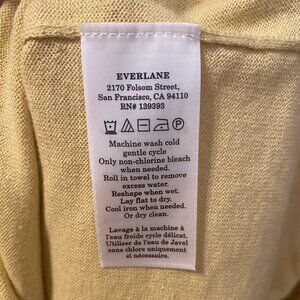 EVERLANE
2170 Folsom Street,
San Francisco, CA 94110
RN# 139393
Machine wash cold
gentle cycle
Only non-chlorine bleach
when needed.
Roll in towel to remove
excess water.
Reshape when wet.
Lay flat to dry.
Cool iron when needed.
Or dry clean.
Lavage à la machine à
l'eau froide cycle délicat.
Utiliser de l'eau de Javel
sans chlore uniquement
si nécessaire.